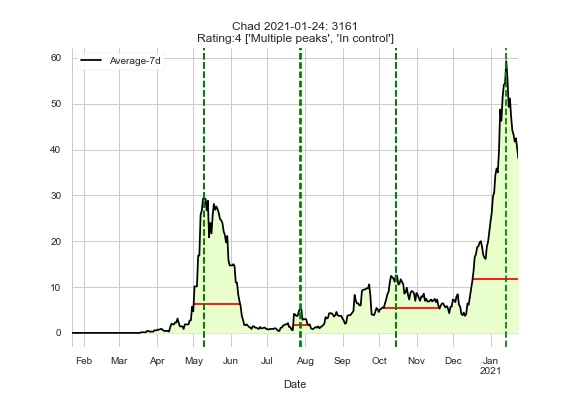 Chad 2021-01-24: 3161
Rating:4 ['Multiple peaks', 'In control']
Average-7d
60
50
40
30
20
10
0
Feb Mar Apr May Jun Jul Aug Sep Oct Nov Dec Jan
2021
Date